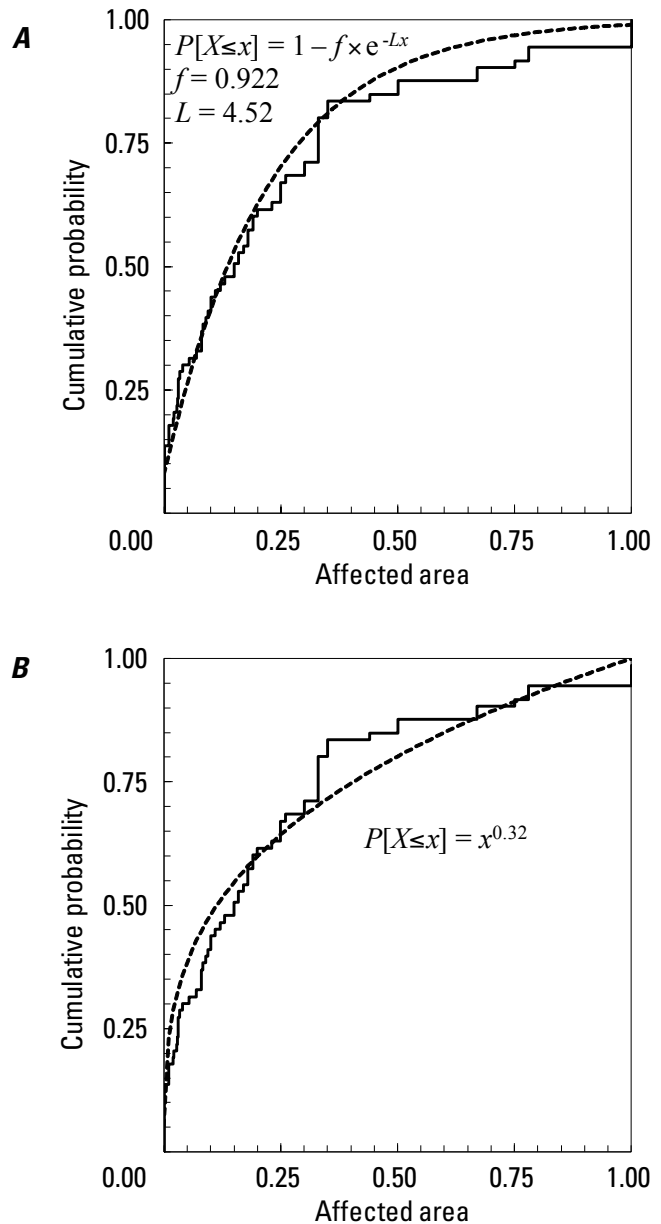 A
P[X≤x] = 1 – f × e^-Lx
f = 0.922
L = 4.52
1.00
0.75
0.50
0.25
0.00
0.25
0.50
0.75
1.00
Cumulative probability
Affected area
B
P[X≤x] = x^0.32
1.00
0.75
0.50
0.25
0.00
0.25
0.50
0.75
1.00
Cumulative probability
Affected area